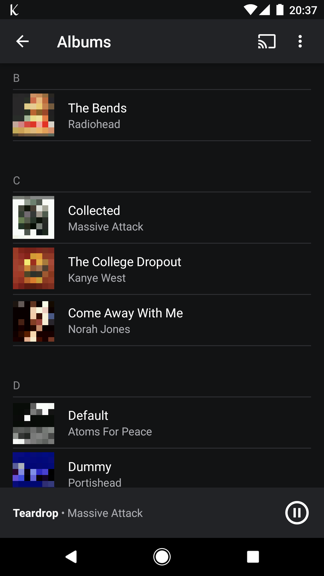 20:37
Albums
B
The Bends
Radiohead
C
Collected
Massive Attack
The College Dropout
Kanye West
Come Away With Me
Norah Jones
D
Default
Atoms For Peace
Dummy
Portishead
Teardrop • Massive Attack